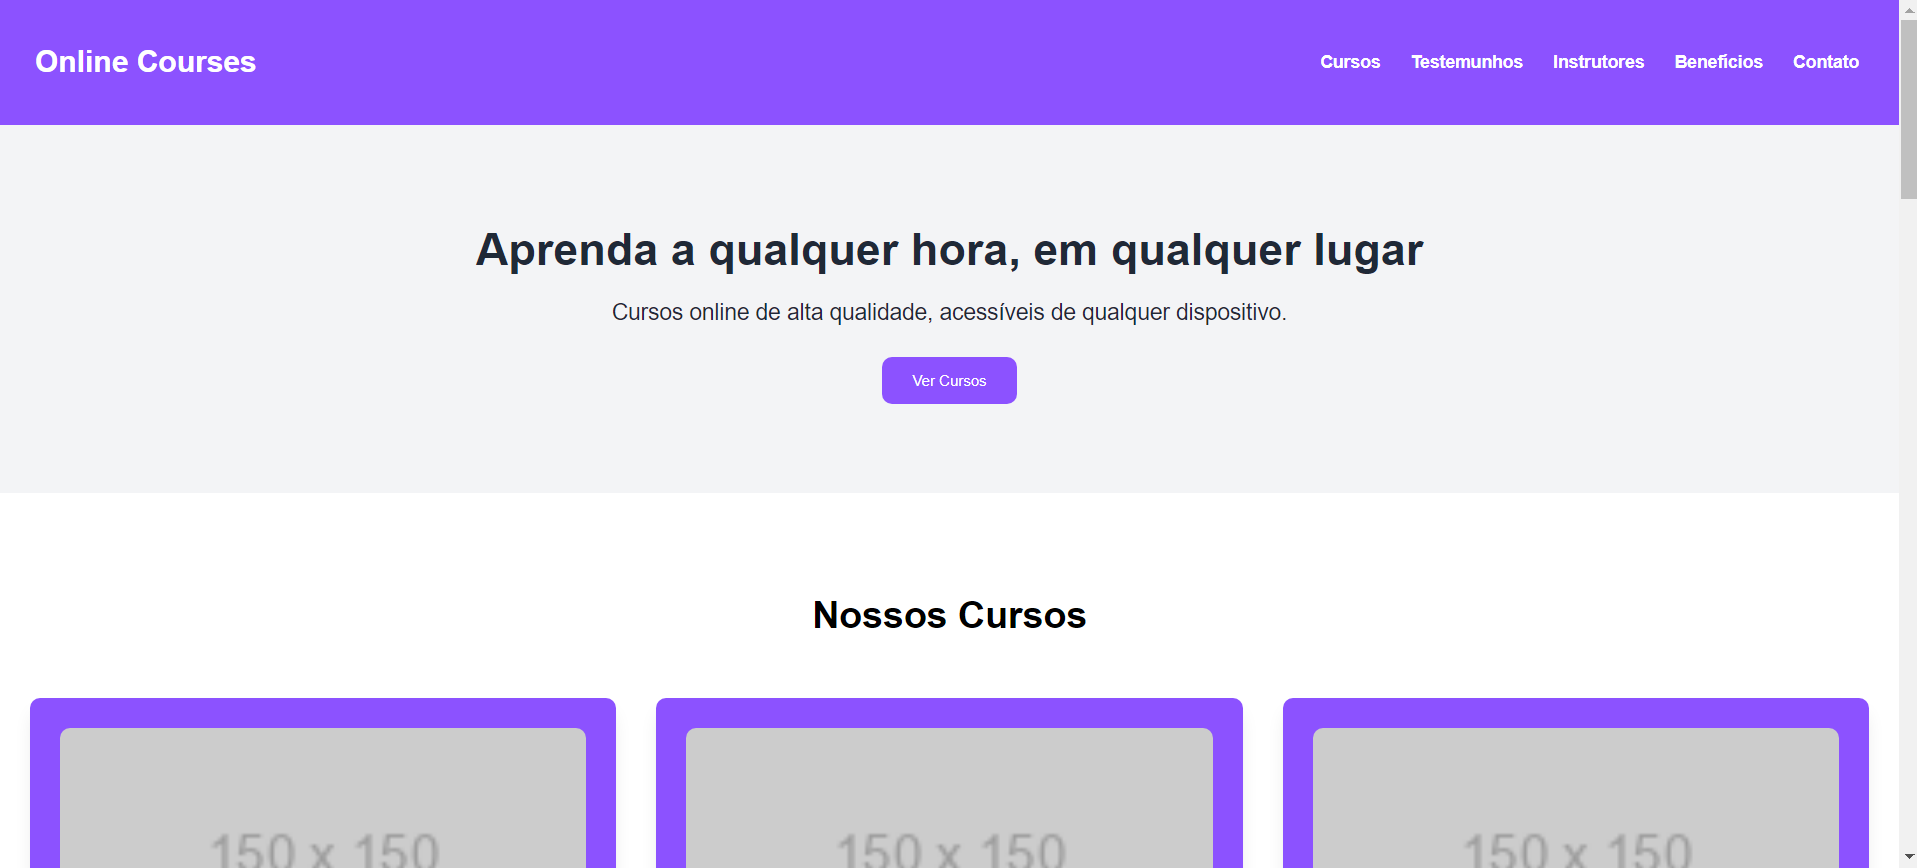 Online Courses
Cursos Testemunhos Instrutores Benefícios Contato
Aprenda a qualquer hora, em qualquer lugar
Cursos online de alta qualidade, acessíveis de qualquer dispositivo.
Ver Cursos
Nossos Cursos
150 x 150 150 x 150 150 x 150